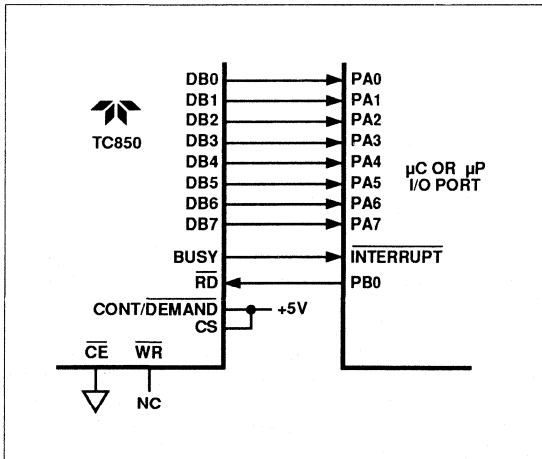 DB0 PA0
DB1 PA1
DB2 PA2
TC850 DB3 PA3
DB4 PA4 µC OR µP
DB5 PA5 I/O PORT
DB6 PA6
DB7 PA7
BUSY INTERRUPT
RD PB0
CONT/DEMAND +5V
CS
CE WR
NC